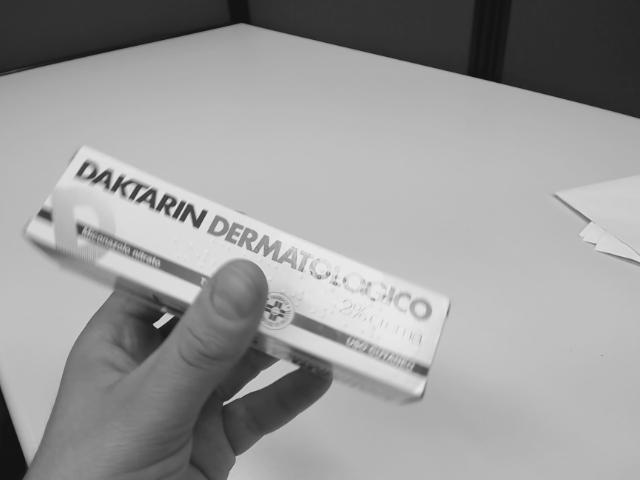 DAKTARIN DERMATOLOGICO
Miconazolo nitrato
2% crema
USO CUTANEO